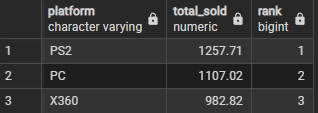 platform total_sold rank
character varying numeric bigint
1 PS2 1257.71 1
2 PC 1107.02 2
3 X360 982.82 3